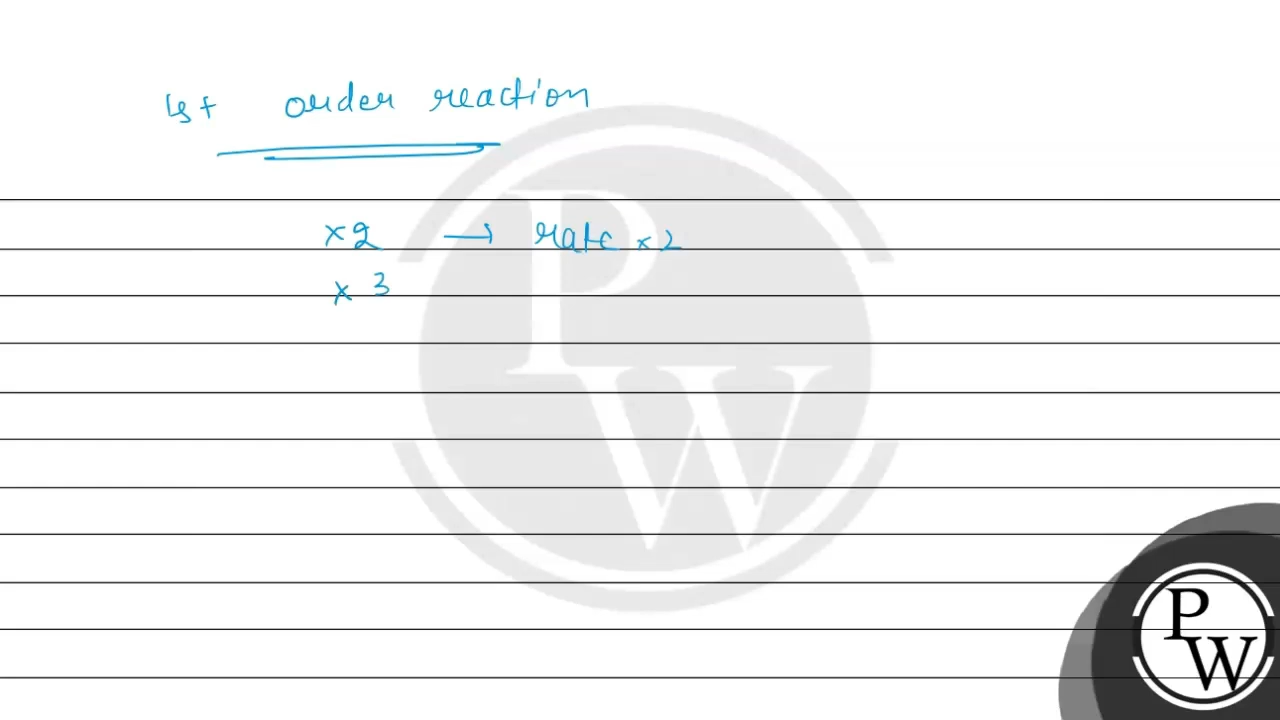 1st order reaction
×2 → rate × 2
× 3
P
W
P
W